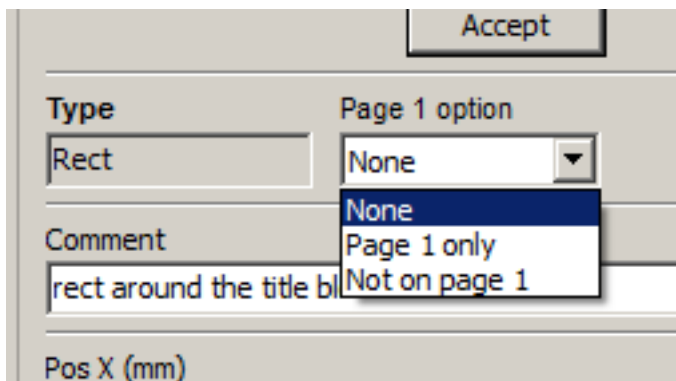 Accept
Type
Page 1 option
Rect
None
None
Page 1 only
Not on page 1
Comment
rect around the title
Pos X (mm)